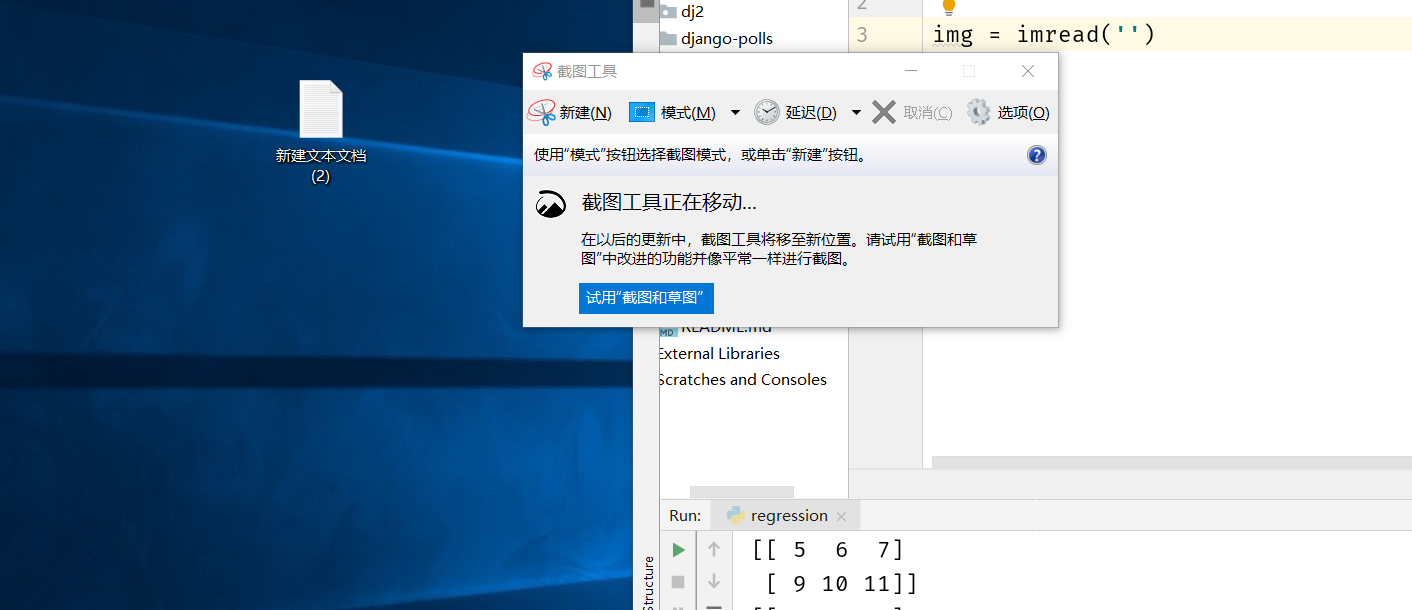 新建文本文档
(2)
dj2
django-polls
2
3
img = imread('')
截图工具
新建(N)
模式(M)
延迟(D)
取消(C)
选项(O)
使用“模式”按钮选择截图模式，或单击“新建”按钮。
截图工具正在移动...
在以后的更新中，截图工具将移至新位置。请试用“截图和草
图”中改进的功能并像平常一样进行截图。
试用“截图和草图”
MD
README.md
External Libraries
Scratches and Consoles
Structure
Run:
regression
[[ 5 6 7]
[ 9 10 11]]